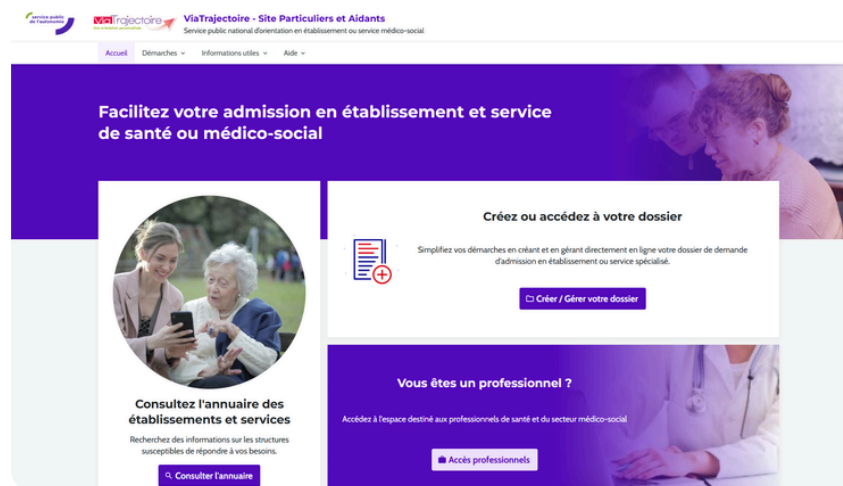 service public
de l'autonomie
ViaTrajectoire
ViaTrajectoire - Site Particuliers et Aidants
Service public national d'orientation en établissement ou service médico-social
Accueil Démarches Informations utiles Aide
Facilitez votre admission en établissement et service
de santé ou médico-social
Créez ou accédez à votre dossier
Simplifiez vos démarches en créant et en gérant directement en ligne votre dossier de demande
d'admission en établissement ou service spécialisé.
Créer / Gérer votre dossier
Consultez l'annuaire des
établissements et services
Recherchez des informations sur les structures
susceptibles de répondre à vos besoins.
Consulter l'annuaire
Vous êtes un professionnel ?
Accédez à l'espace destiné aux professionnels de santé et du secteur médico-social
Accès professionnels